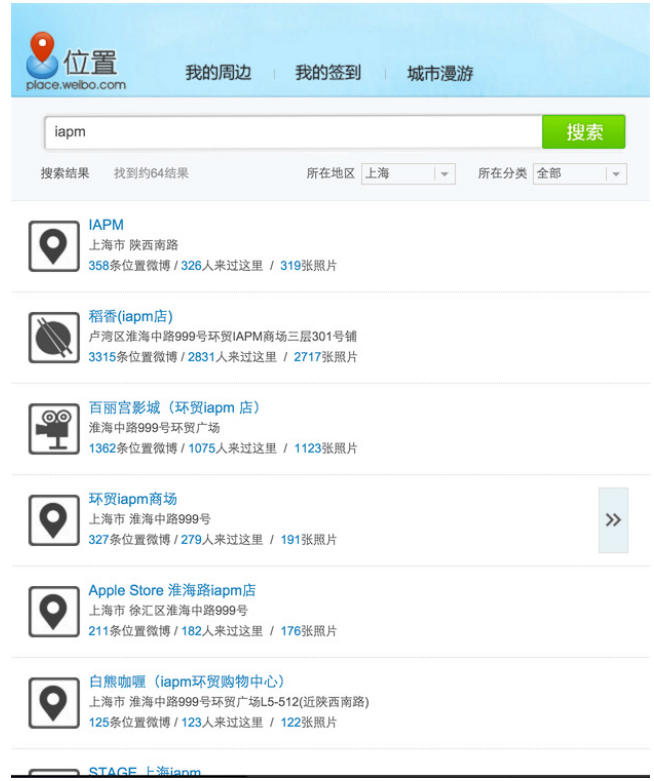 位置
place.weibo.com
我的周边 | 我的签到 | 城市漫游
iapm 搜索
搜索结果 找到约64结果 所在地区 上海 所在分类 全部
IAPM
上海市 陕西南路
358条位置微博 / 326人来过这里 / 319张照片
稻香(iapm店)
卢湾区淮海中路999号环贸IAPM商场三层301号铺
3315条位置微博 / 2831人来过这里 / 2717张照片
百丽宫影城（环贸iapm 店）
淮海中路999号环贸广场
1362条位置微博 / 1075人来过这里 / 1123张照片
环贸iapm商场
上海市 淮海中路999号
327条位置微博 / 279人来过这里 / 191张照片
Apple Store 淮海路iapm店
上海市 徐汇区淮海中路999号
211条位置微博 / 182人来过这里 / 176张照片
白熊咖喱（iapm环贸购物中心）
上海市 淮海中路999号环贸广场L5-512(近陕西南路)
125条位置微博 / 123人来过这里 / 122张照片
STAGE 上海iapm